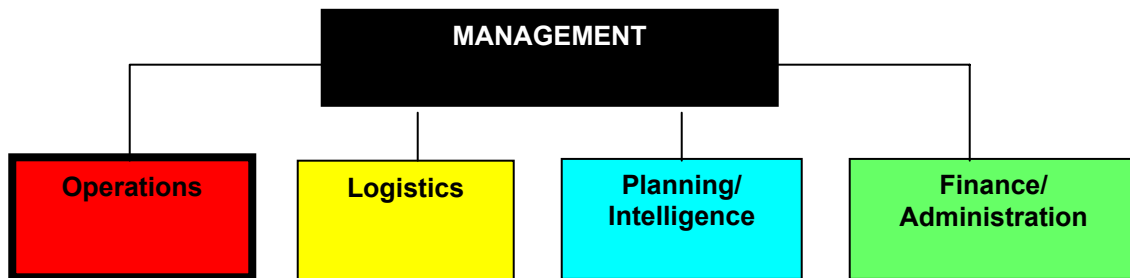 MANAGEMENT
Operations
Logistics
Planning/
Intelligence
Finance/
Administration